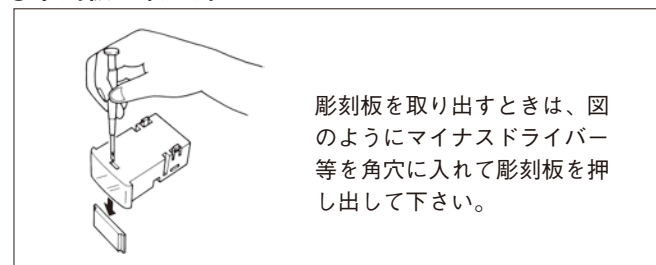 彫刻板を取り出すときは、図
のようにマイナスドライバー
等を角穴に入れて彫刻板を押
し出して下さい。